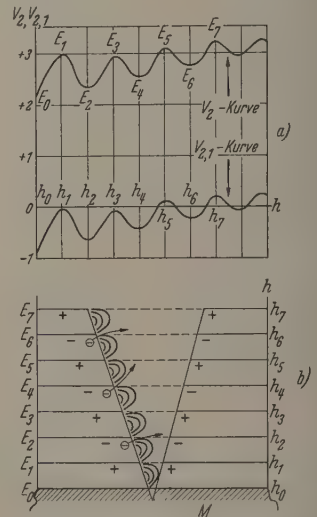 V₂,V₂,₁
+3
E₁ E₃ E₅ E₇
E₀ E₂ E₄ E₆
+2
V₂-Kurve
a)
+1
V₂,₁-Kurve
h₀ h₁ h₂ h₃ h₄ h₆
0 h₅ h₇ h
-1
h
E₇ + + h₇
E₆ − ⊖ − h₆
E₅ + + h₅
b)
E₄ − ⊖ − h₄
E₃ + + h₃
E₂ − ⊖ − h₂
E₁ + + h₁
E₀ h₀
M